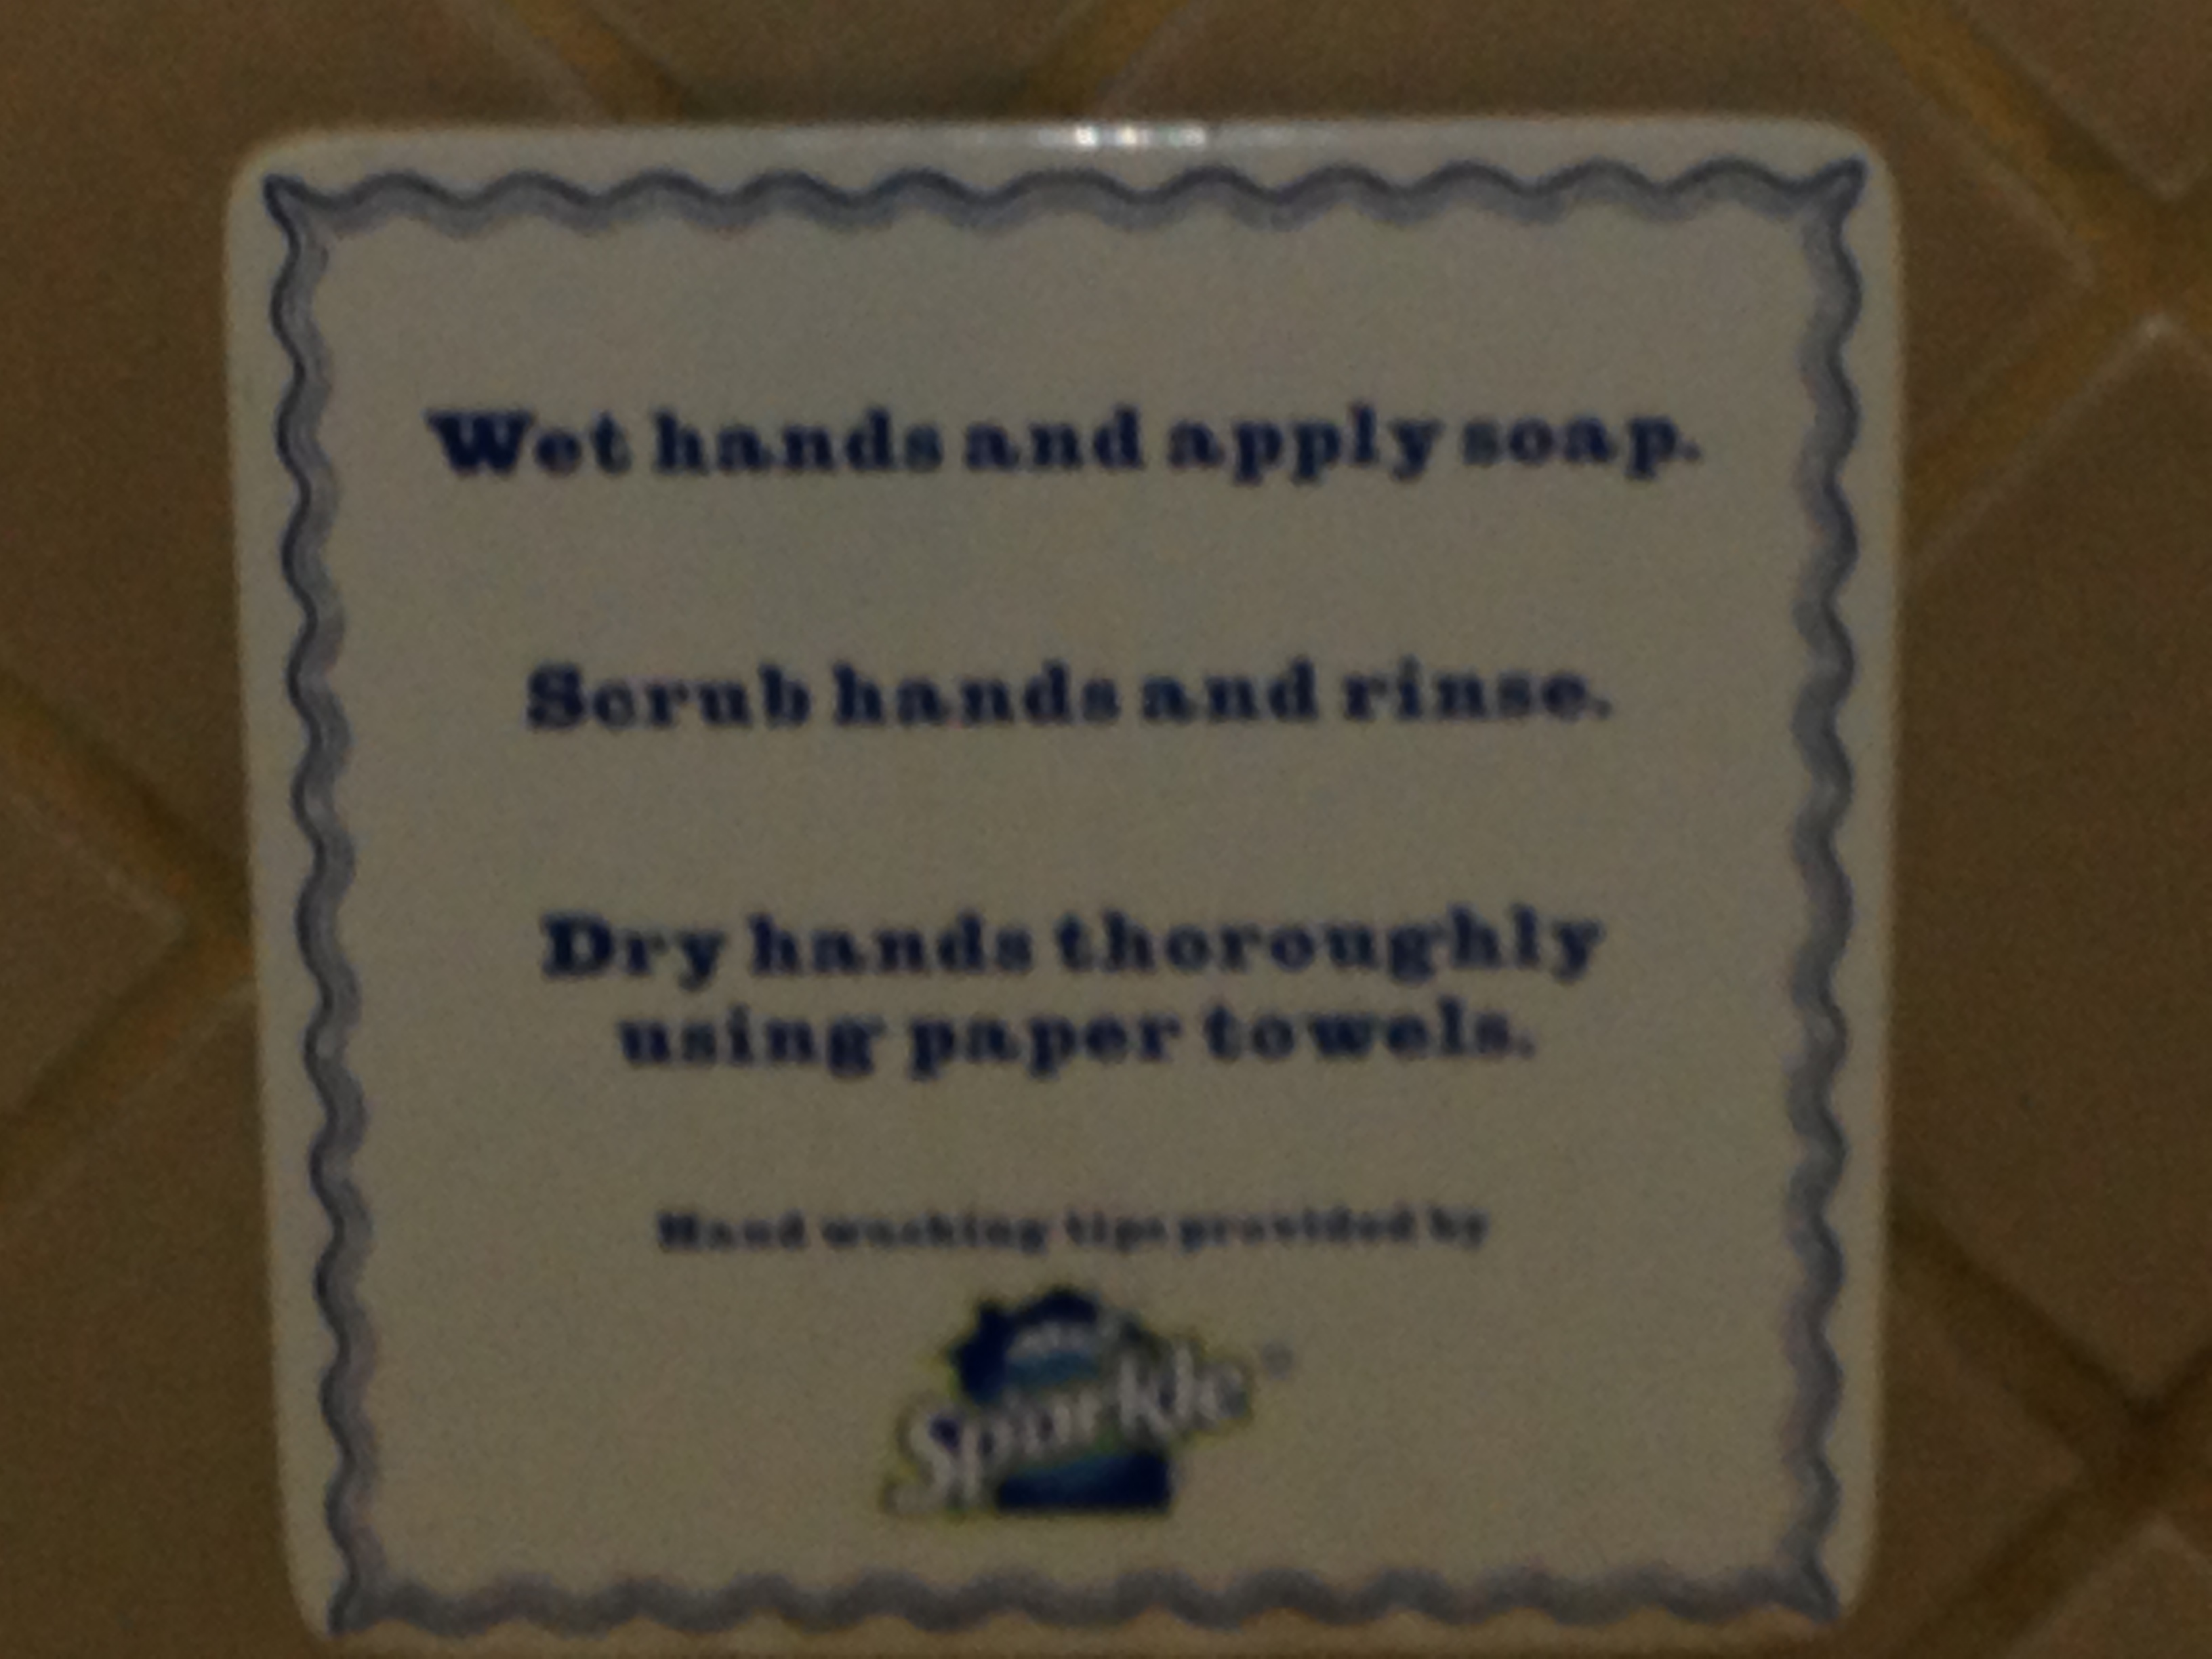 Wet hands and apply soap.
Scrub hands and rinse.
Dry hands thoroughly
using paper towels.
Hand washing tips provided by
Sparkle